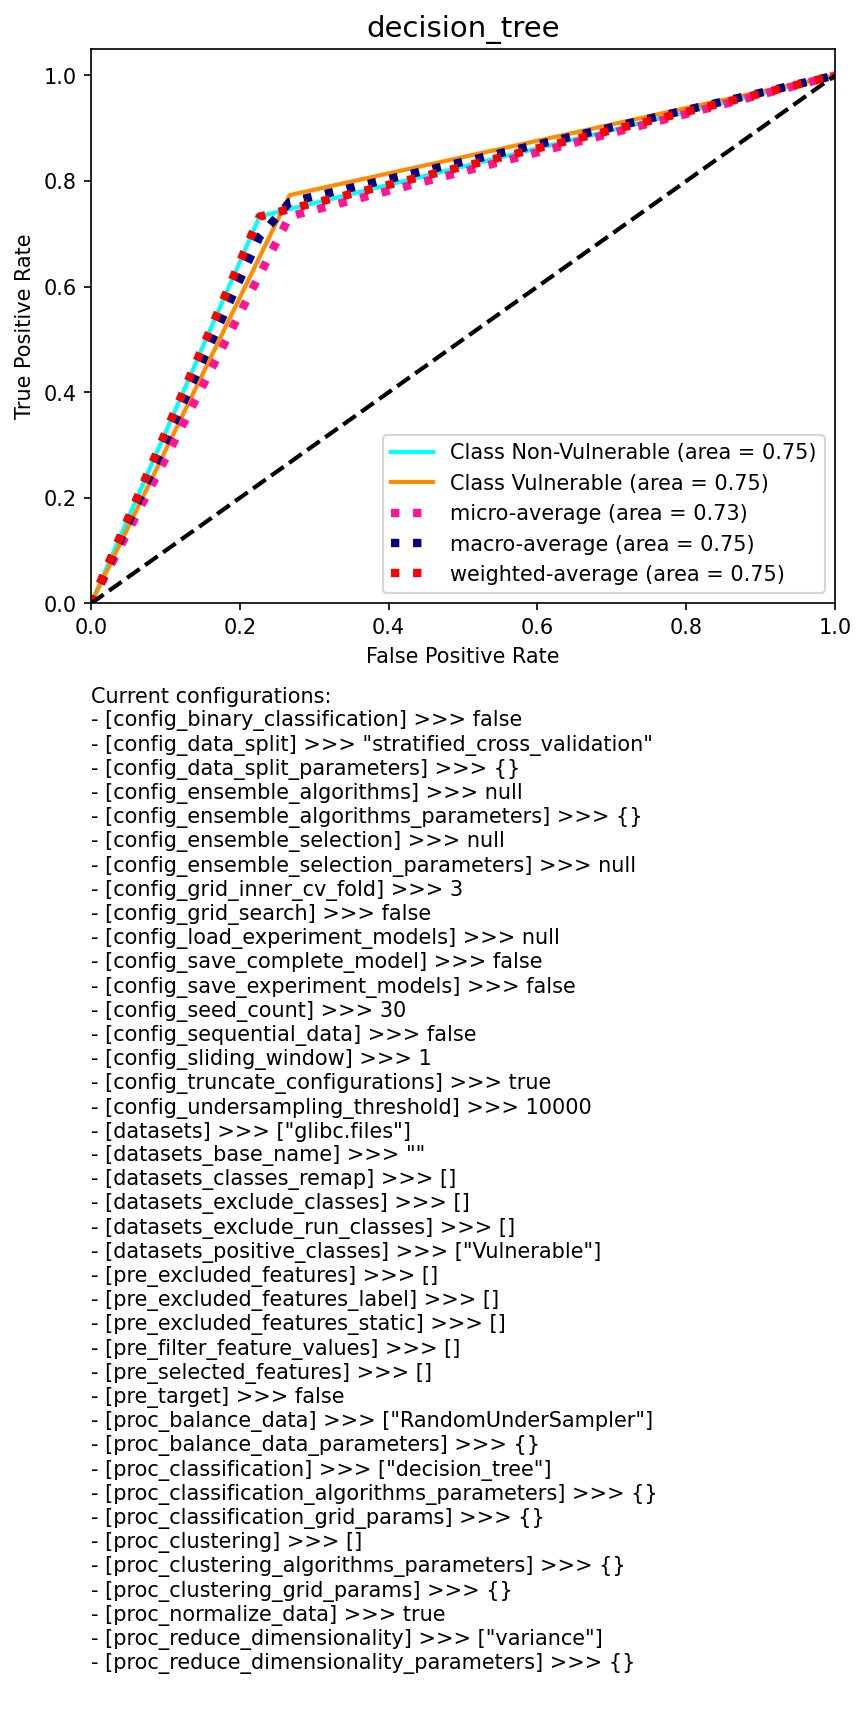 decision_tree
1.0
0.8
0.6
0.4
0.2
0.0
True Positive Rate
Class Non-Vulnerable (area = 0.75)
Class Vulnerable (area = 0.75)
micro-average (area = 0.73)
macro-average (area = 0.75)
weighted-average (area = 0.75)
0.0 0.2 0.4 0.6 0.8 1.0
False Positive Rate
Current configurations:
- [config_binary_classification] >>> false
- [config_data_split] >>> "stratified_cross_validation"
- [config_data_split_parameters] >>> {}
- [config_ensemble_algorithms] >>> null
- [config_ensemble_algorithms_parameters] >>> {}
- [config_ensemble_selection] >>> null
- [config_ensemble_selection_parameters] >>> null
- [config_grid_inner_cv_fold] >>> 3
- [config_grid_search] >>> false
- [config_load_experiment_models] >>> null
- [config_save_complete_model] >>> false
- [config_save_experiment_models] >>> false
- [config_seed_count] >>> 30
- [config_sequential_data] >>> false
- [config_sliding_window] >>> 1
- [config_truncate_configurations] >>> true
- [config_undersampling_threshold] >>> 10000
- [datasets] >>> ["glibc.files"]
- [datasets_base_name] >>> ""
- [datasets_classes_remap] >>> []
- [datasets_exclude_classes] >>> []
- [datasets_exclude_run_classes] >>> []
- [datasets_positive_classes] >>> ["Vulnerable"]
- [pre_excluded_features] >>> []
- [pre_excluded_features_label] >>> []
- [pre_excluded_features_static] >>> []
- [pre_filter_feature_values] >>> []
- [pre_selected_features] >>> []
- [pre_target] >>> false
- [proc_balance_data] >>> ["RandomUnderSampler"]
- [proc_balance_data_parameters] >>> {}
- [proc_classification] >>> ["decision_tree"]
- [proc_classification_algorithms_parameters] >>> {}
- [proc_classification_grid_params] >>> {}
- [proc_clustering] >>> []
- [proc_clustering_algorithms_parameters] >>> {}
- [proc_clustering_grid_params] >>> {}
- [proc_normalize_data] >>> true
- [proc_reduce_dimensionality] >>> ["variance"]
- [proc_reduce_dimensionality_parameters] >>> {}